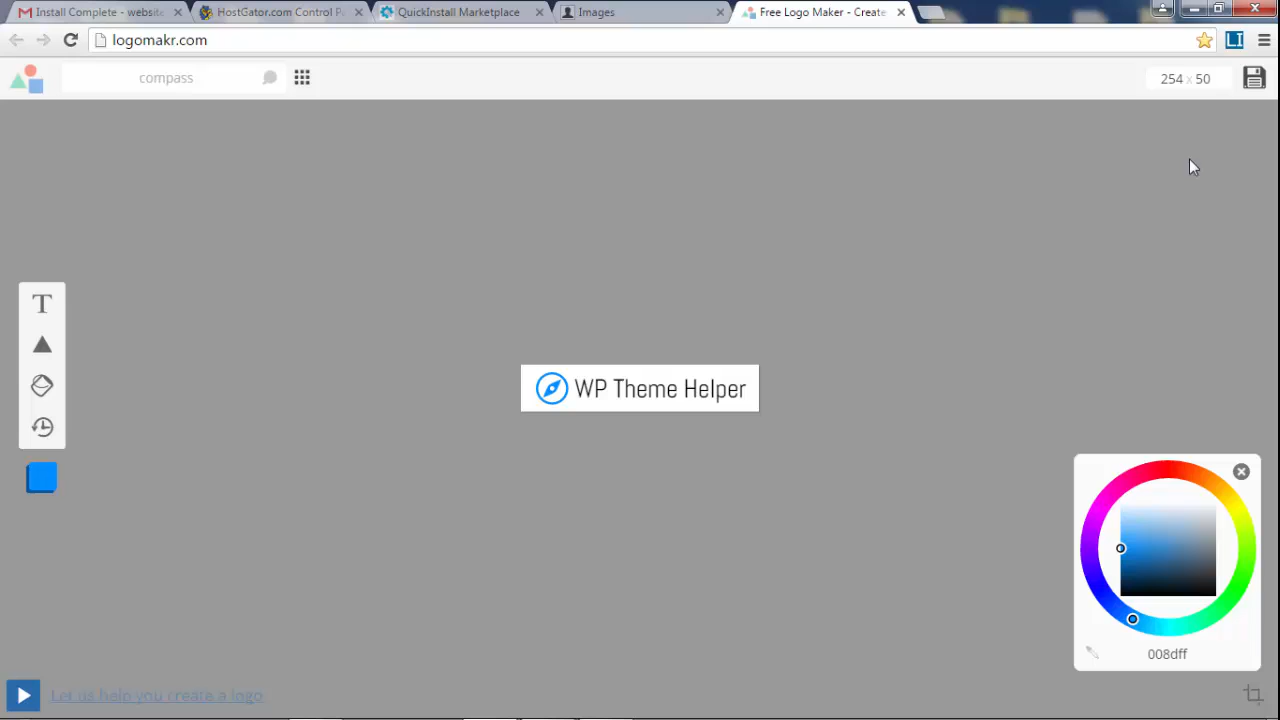 Install Complete - website
HostGator.com Control P
QuickInstall Marketplace
Images
Free Logo Maker - Create
logomakr.com
LI
compass
254 x 50
T
WP Theme Helper
008dff
Let us help you create a logo